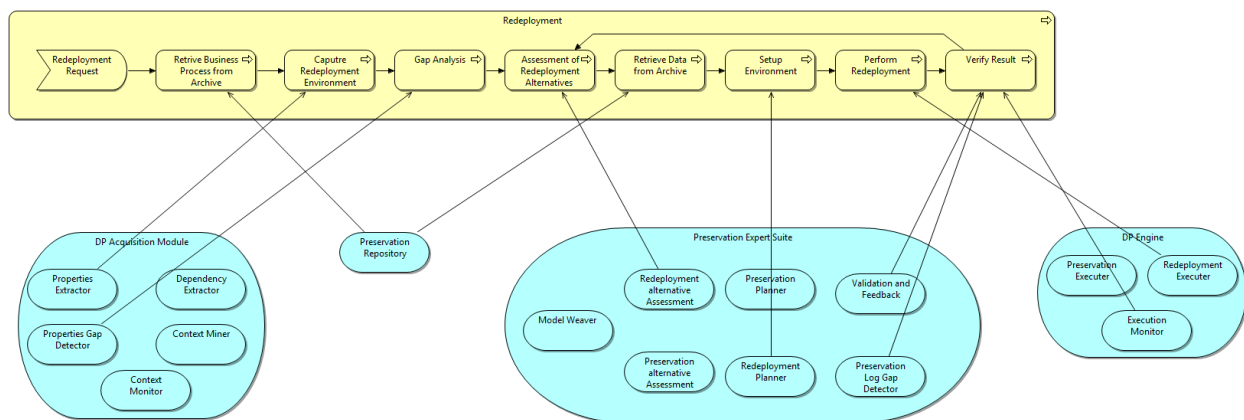 Redeployment
Redeployment
Request
Retrive Business
Process from
Archive
Caputre
Redeployment
Environment
Gap Analysis
Assessment of
Redeployment
Alternatives
Retrieve Data
from Archive
Setup
Environment
Perform
Redeployment
Verify Result
DP Acquisition Module
Properties
Extractor
Dependency
Extractor
Properties Gap
Detector
Context Miner
Context
Monitor
Preservation
Repository
Preservation Expert Suite
Model Weaver
Redeployment
alternative
Assessment
Preservation
Planner
Validation and
Feedback
Preservation
alternative
Assessment
Redeployment
Planner
Preservation
Log Gap
Detector
DP Engine
Preservation
Executer
Redeployment
Executer
Execution
Monitor